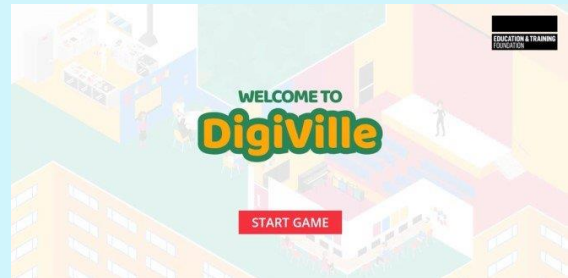 EDUCATION & TRAINING
FOUNDATION
WELCOME TO
DigiVille
START GAME